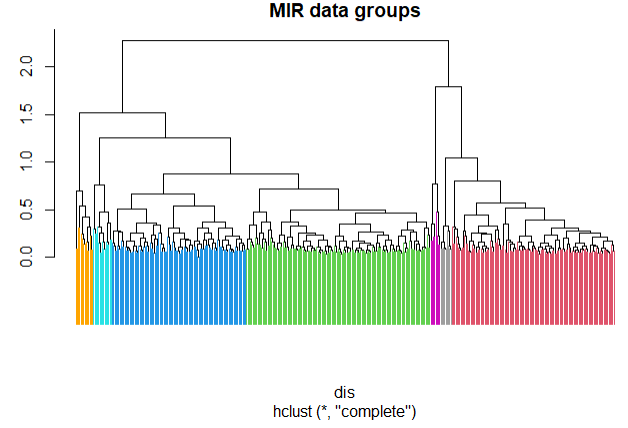 MIR data groups
2.0
1.5
1.0
0.5
0.0
dis
hclust (*, "complete")